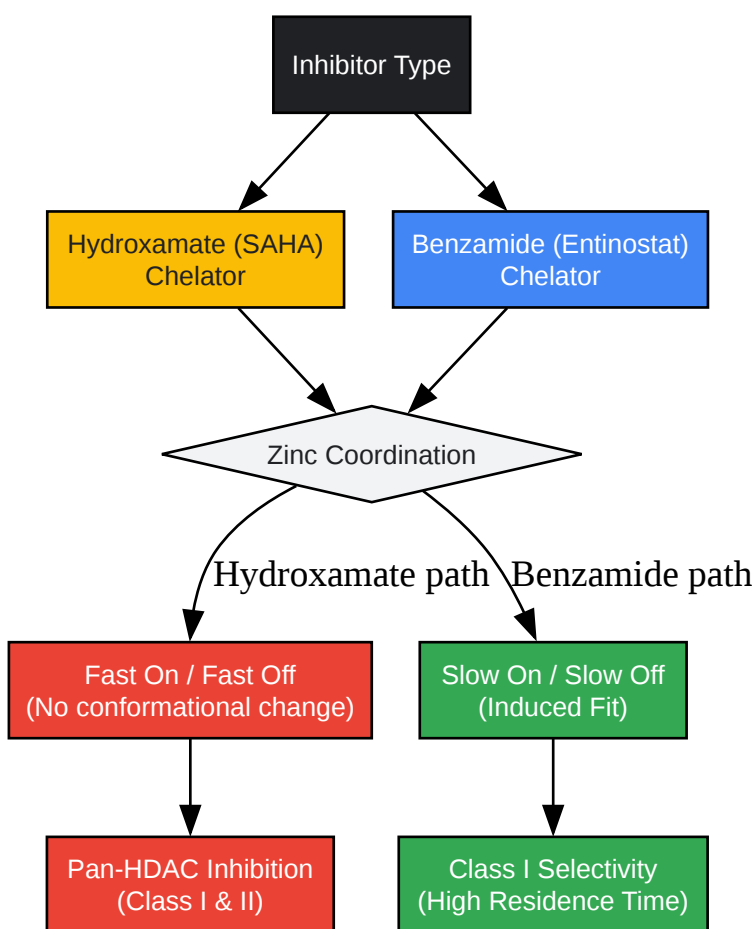 Inhibitor Type
Hydroxamate (SAHA)
Chelator
Benzamide (Entinostat)
Chelator
Zinc Coordination
Hydroxamate path
Benzamide path
Fast On / Fast Off
(No conformational change)
Slow On / Slow Off
(Induced Fit)
Pan-HDAC Inhibition
(Class I & II)
Class I Selectivity
(High Residence Time)